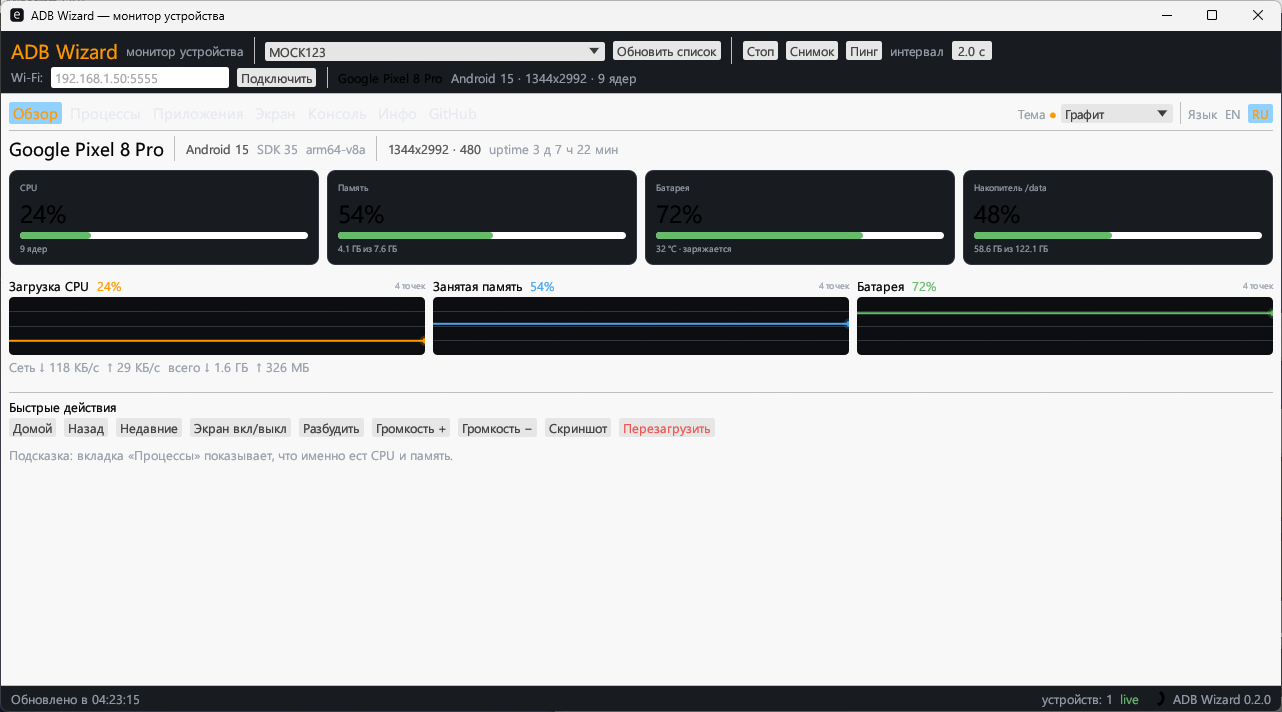 ADB Wizard — монитор устройства
ADB Wizard монитор устройства МОСК123 Обновить список Стоп Снимок Пинг интервал 2.0 с
Wi-Fi: 192.168.1.50:5555 Подключить Google Pixel 8 Pro Android 15 · 1344x2992 · 9 ядер
Обзор Процессы Приложения Экран Консоль Инфо GitHub Тема Графит Язык EN RU
Google Pixel 8 Pro Android 15 SDK 35 arm64-v8a 1344x2992 · 480 uptime 3 д 7 ч 22 мин
CPU
24%
9 ядер
Память
54%
4.1 ГБ из 7.6 ГБ
Батарея
72%
32 °C · заряжается
Накопитель /data
48%
58.6 ГБ из 122.1 ГБ
Загрузка CPU 24% 4 точек
Занятая память 54% 4 точек
Батарея 72% 4 точек
Сеть ↓ 118 КБ/с ↑ 29 КБ/с всего ↓ 1.6 ГБ ↑ 326 МБ
Быстрые действия
Домой Назад Недавние Экран вкл/выкл Разбудить Громкость + Громкость − Скриншот Перезагрузить
Подсказка: вкладка «Процессы» показывает, что именно ест CPU и память.
Обновлено в 04:23:15 устройств: 1 live ADB Wizard 0.2.0